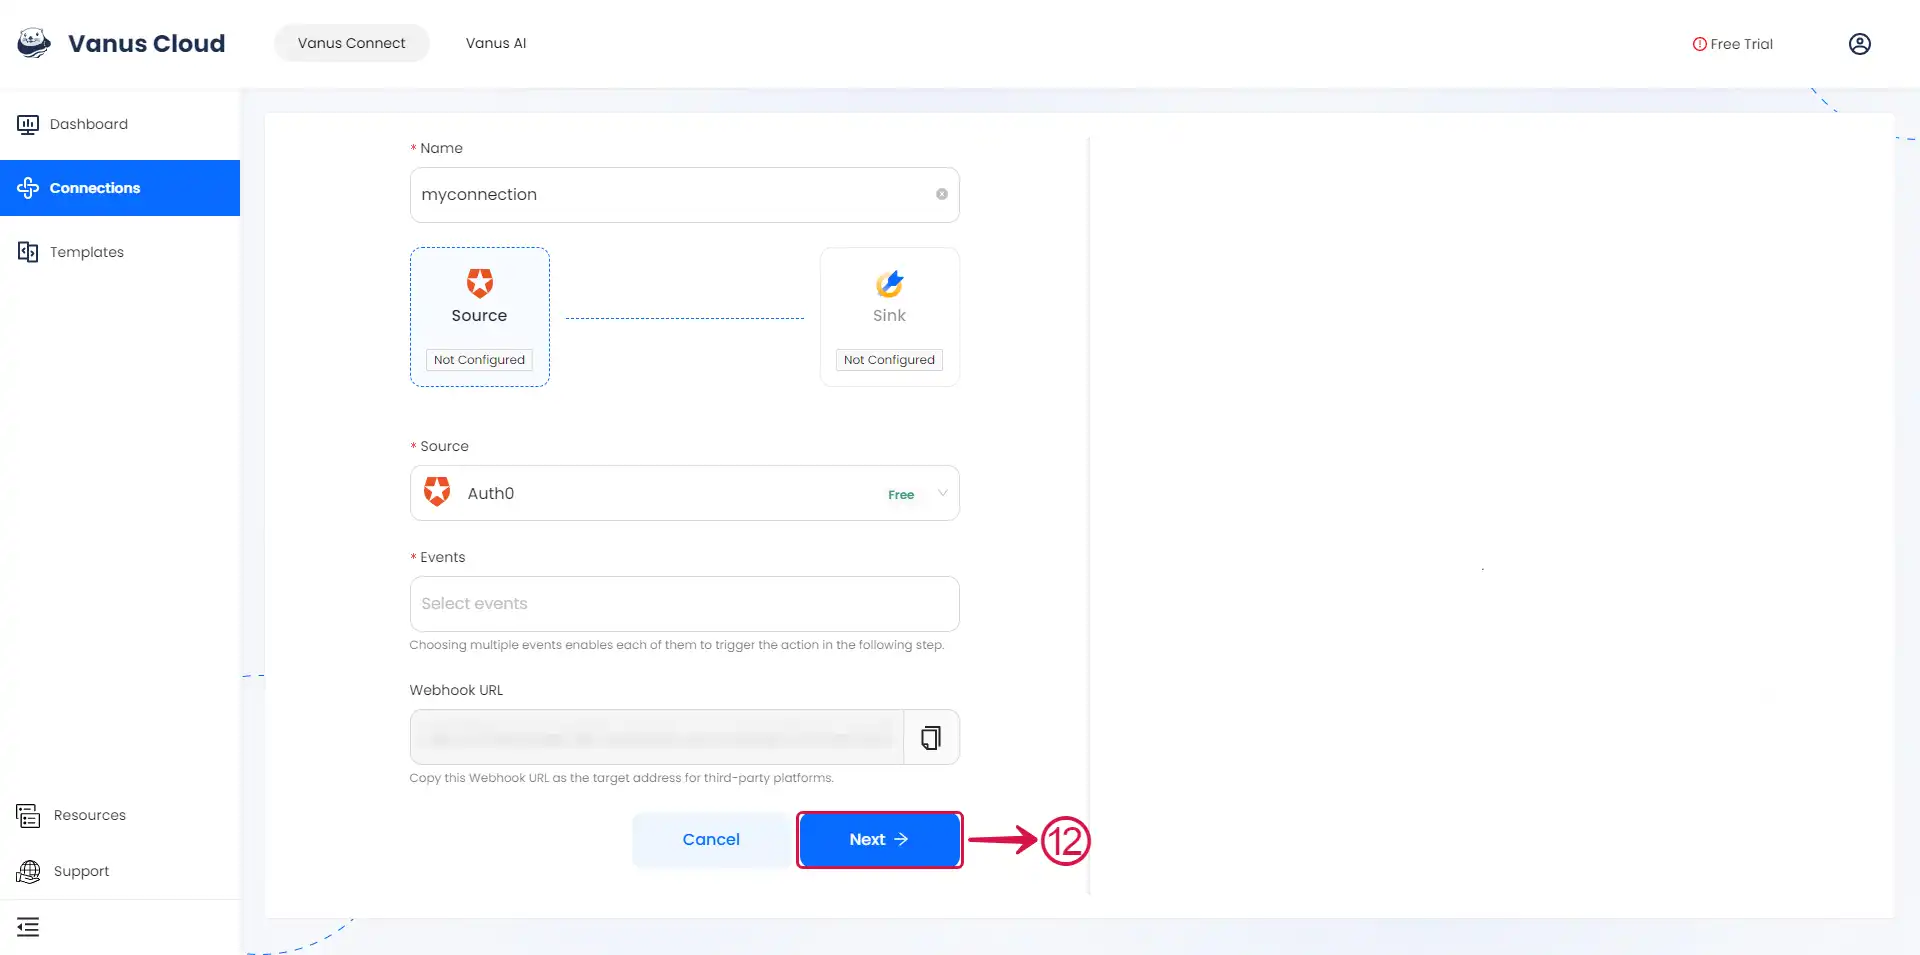 Vanus Cloud
Vanus Connect
Vanus AI
Free Trial
Dashboard
Connections
Templates
Resources
Support
* Name
myconnection
Source
Not Configured
Sink
Not Configured
* Source
Auth0
Free
* Events
Select events
Choosing multiple events enables each of them to trigger the action in the following step.
Webhook URL
Copy this Webhook URL as the target address for third-party platforms.
Cancel
Next →
12